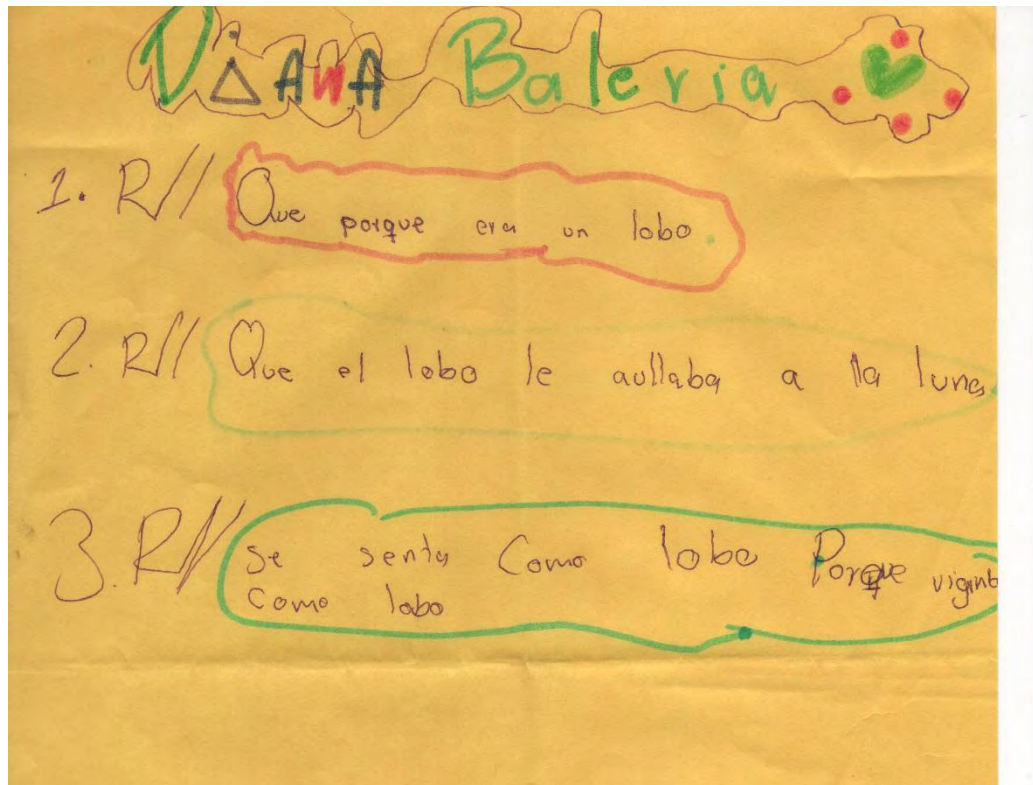 DiANA Baleria
1. R// Que porque era un lobo.
2. R// Que el lobo le aullaba a lla luna
3. R// se senta Como lobo Porque
Como lobo